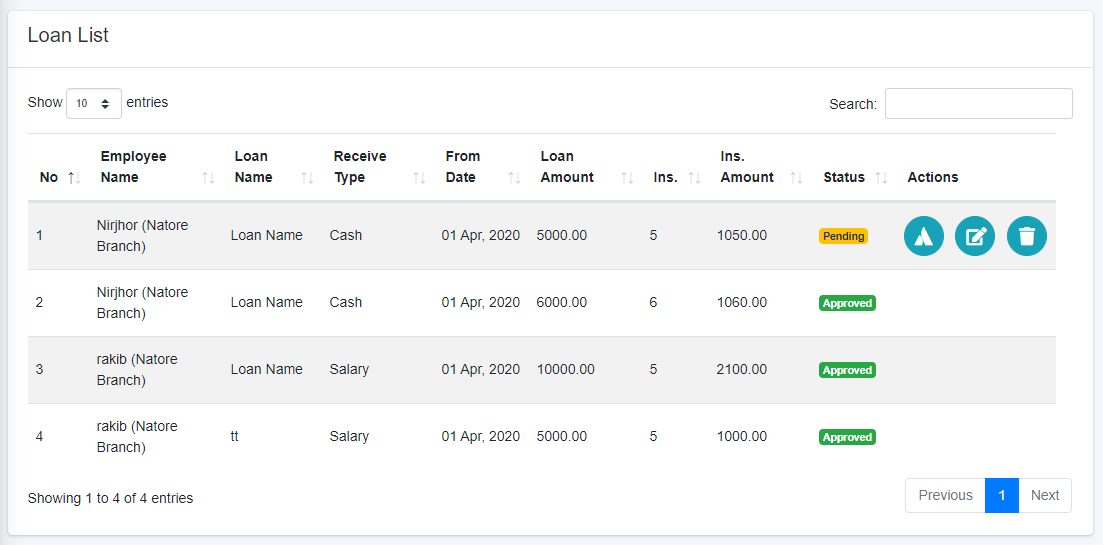 Loan List
Show 10 entries Search:
No Employee Name Loan Name Receive Type From Date Loan Amount Ins. Ins. Amount Status Actions
1 Nirjhor (Natore Branch) Loan Name Cash 01 Apr, 2020 5000.00 5 1050.00 Pending
2 Nirjhor (Natore Branch) Loan Name Cash 01 Apr, 2020 6000.00 6 1060.00 Approved
3 rakib (Natore Branch) Loan Name Salary 01 Apr, 2020 10000.00 5 2100.00 Approved
4 rakib (Natore Branch) tt Salary 01 Apr, 2020 5000.00 5 1000.00 Approved
Showing 1 to 4 of 4 entries Previous 1 Next